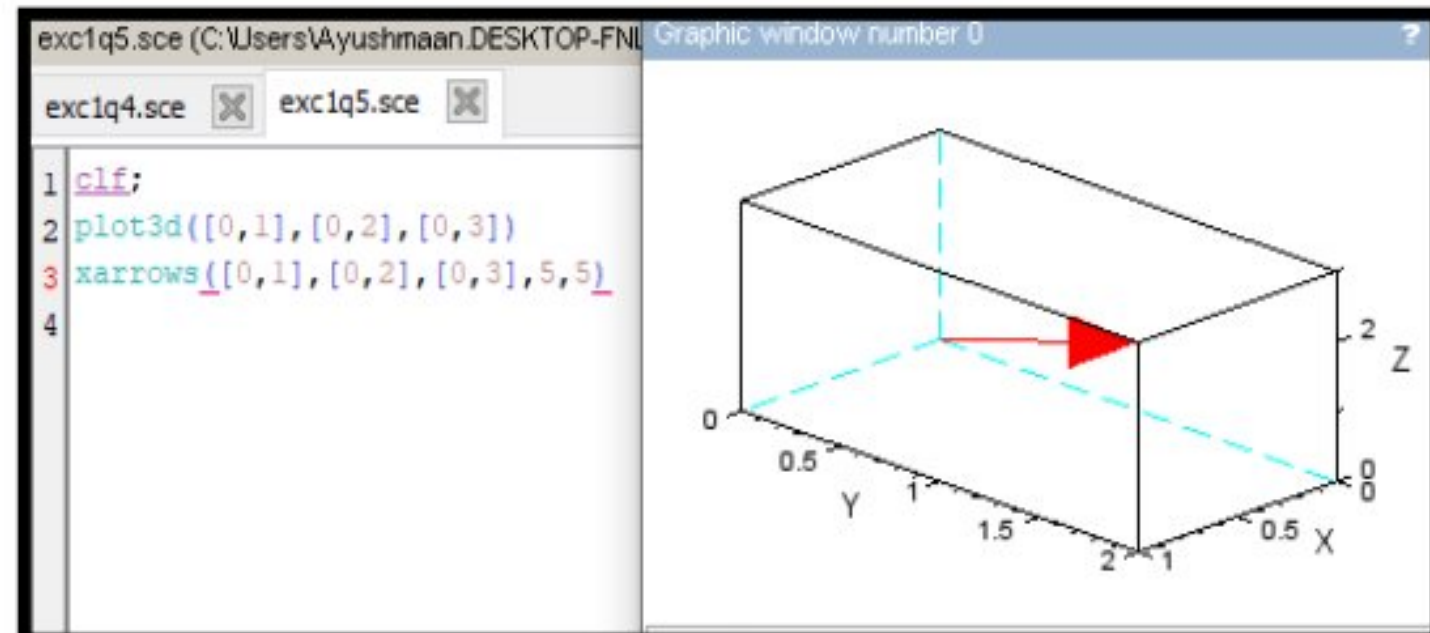 exc1q5.sce (C:\Users\Ayushmaan.DESKTOP-FNL
exc1q4.sce exc1q5.sce
1 clf;
2 plot3d([0,1],[0,2],[0,3])
3 xarrows([0,1],[0,2],[0,3],5,5)
4
Graphic window number 0 ?
2
Z
0
0
0.5
X
1
0
0.5
Y
1
1.5
2